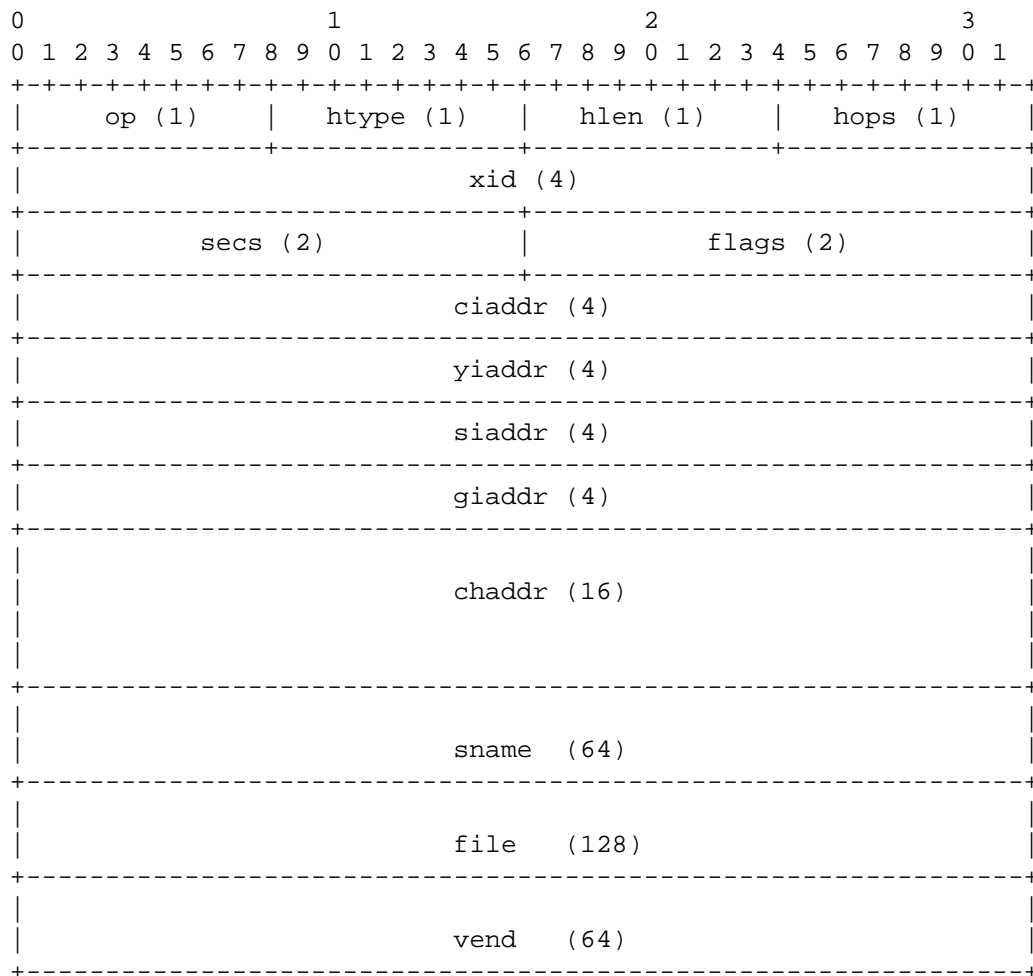 0                   1                   2                   3
0 1 2 3 4 5 6 7 8 9 0 1 2 3 4 5 6 7 8 9 0 1 2 3 4 5 6 7 8 9 0 1
+-+-+-+-+-+-+-+-+-+-+-+-+-+-+-+-+-+-+-+-+-+-+-+-+-+-+-+-+-+-+-+-+
|     op (1)    |   htype (1)   |   hlen (1)    |   hops (1)    |
+---------------+---------------+---------------+---------------+
|                            xid (4)                            |
+-------------------------------+-------------------------------+
|           secs (2)            |           flags (2)           |
+-------------------------------+-------------------------------+
|                           ciaddr (4)                          |
+---------------------------------------------------------------+
|                           yiaddr (4)                          |
+---------------------------------------------------------------+
|                           siaddr (4)                          |
+---------------------------------------------------------------+
|                           giaddr (4)                          |
+---------------------------------------------------------------+
|                                                               |
|                           chaddr (16)                         |
|                                                               |
|                                                               |
+---------------------------------------------------------------+
|                                                               |
|                           sname  (64)                         |
+---------------------------------------------------------------+
|                                                               |
|                           file   (128)                        |
+---------------------------------------------------------------+
|                                                               |
|                           vend   (64)                         |
+---------------------------------------------------------------+